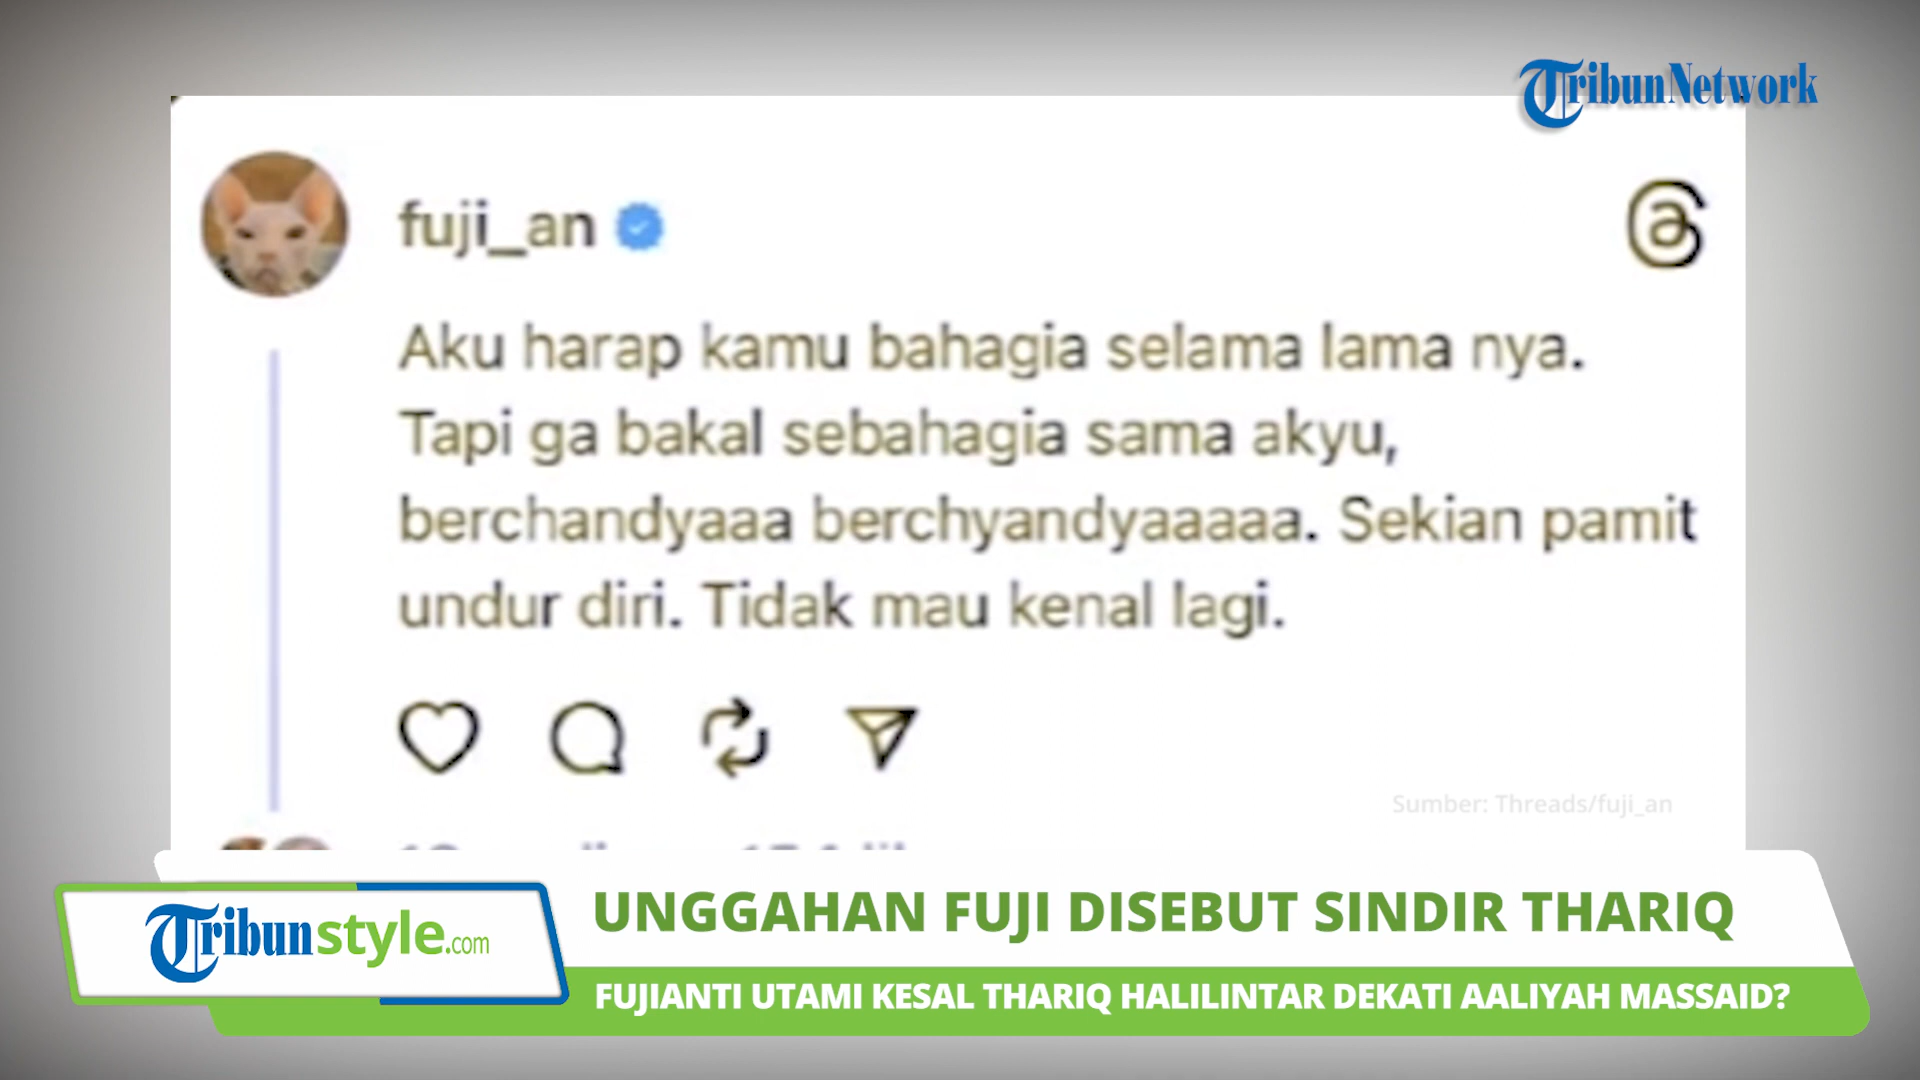 TribunNetwork
fuji_an
Aku harap kamu bahagia selama lama nya.
Tapi ga bakal sebahagia sama akyu,
berchandyaaa berchyandyaaaaa. Sekian pamit
undur diri. Tidak mau kenal lagi.
Sumber: Threads/fuji_an
UNGGAHAN FUJI DISEBUT SINDIR THARIQ
Tribunstyle.com
FUJIANTI UTAMI KESAL THARIQ HALILINTAR DEKATI AALIYAH MASSAID?